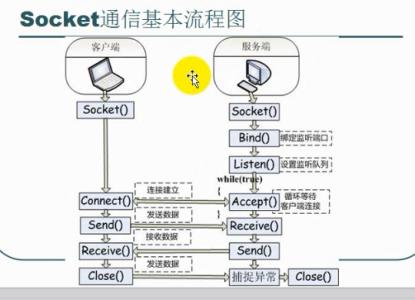 Socket通信基本流程图
客户端
服务端
Socket()
Socket()
Bind()
绑定监听端口
Listen()
设置监听队列
while(true)
{
连接建立
Connect()
Accept()
循环等待
客户端连接
发送数据
}
Send()
Receive()
接收数据
Receive()
Send()
发送数据
Close()
捕捉异常
Close()